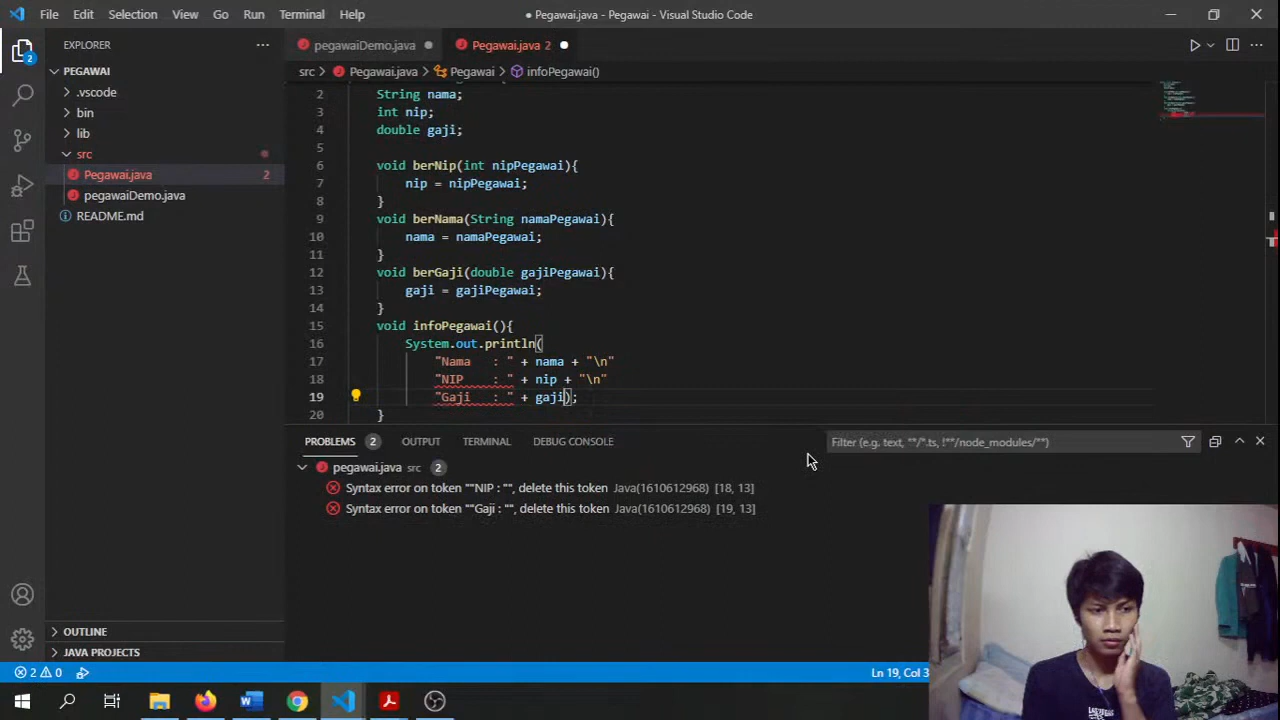 File Edit Selection View Go Run Terminal Help
● Pegawai.java - Pegawai - Visual Studio Code
EXPLORER
pegawaiDemo.java
Pegawai.java 2
PEGAWAI
src > Pegawai.java > Pegawai > infoPegawai()
.vscode
bin
lib
src
Pegawai.java 2
pegawaiDemo.java
README.md
2
2 String nama;
3 int nip;
4 double gaji;
5
6 void berNip(int nipPegawai){
7 nip = nipPegawai;
8 }
9 void berNama(String namaPegawai){
10 nama = namaPegawai;
11 }
12 void berGaji(double gajiPegawai){
13 gaji = gajiPegawai;
14 }
15 void infoPegawai(){
16 System.out.println(
17 "Nama : " + nama + "\n"
18 "NIP : " + nip + "\n"
19 "Gaji : " + gaji);
20 }
PROBLEMS 2 OUTPUT TERMINAL DEBUG CONSOLE
Filter (e.g. text, **/*.ts, !**/node_modules/**)
pegawai.java src 2
Syntax error on token ""NIP : "", delete this token Java(1610612968) [18, 13]
Syntax error on token ""Gaji : "", delete this token Java(1610612968) [19, 13]
OUTLINE
JAVA PROJECTS
2 0
Ln 19, Col 3